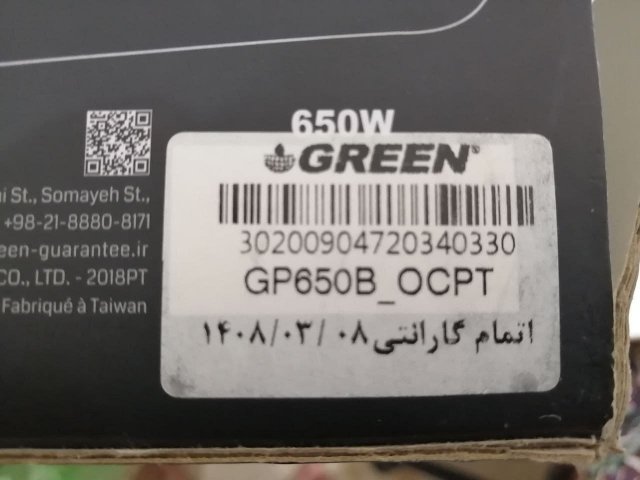 650W
GREEN
30200904720340330
GP650B_OCPT
اتمام گارانتی ۱۴۰۸/۰۳/۰۸
St., Somayeh St.,
+98-21-8880-8171
een-guarantee.ir
CO., LTD. - 2018PT
Fabriqué à Taiwan